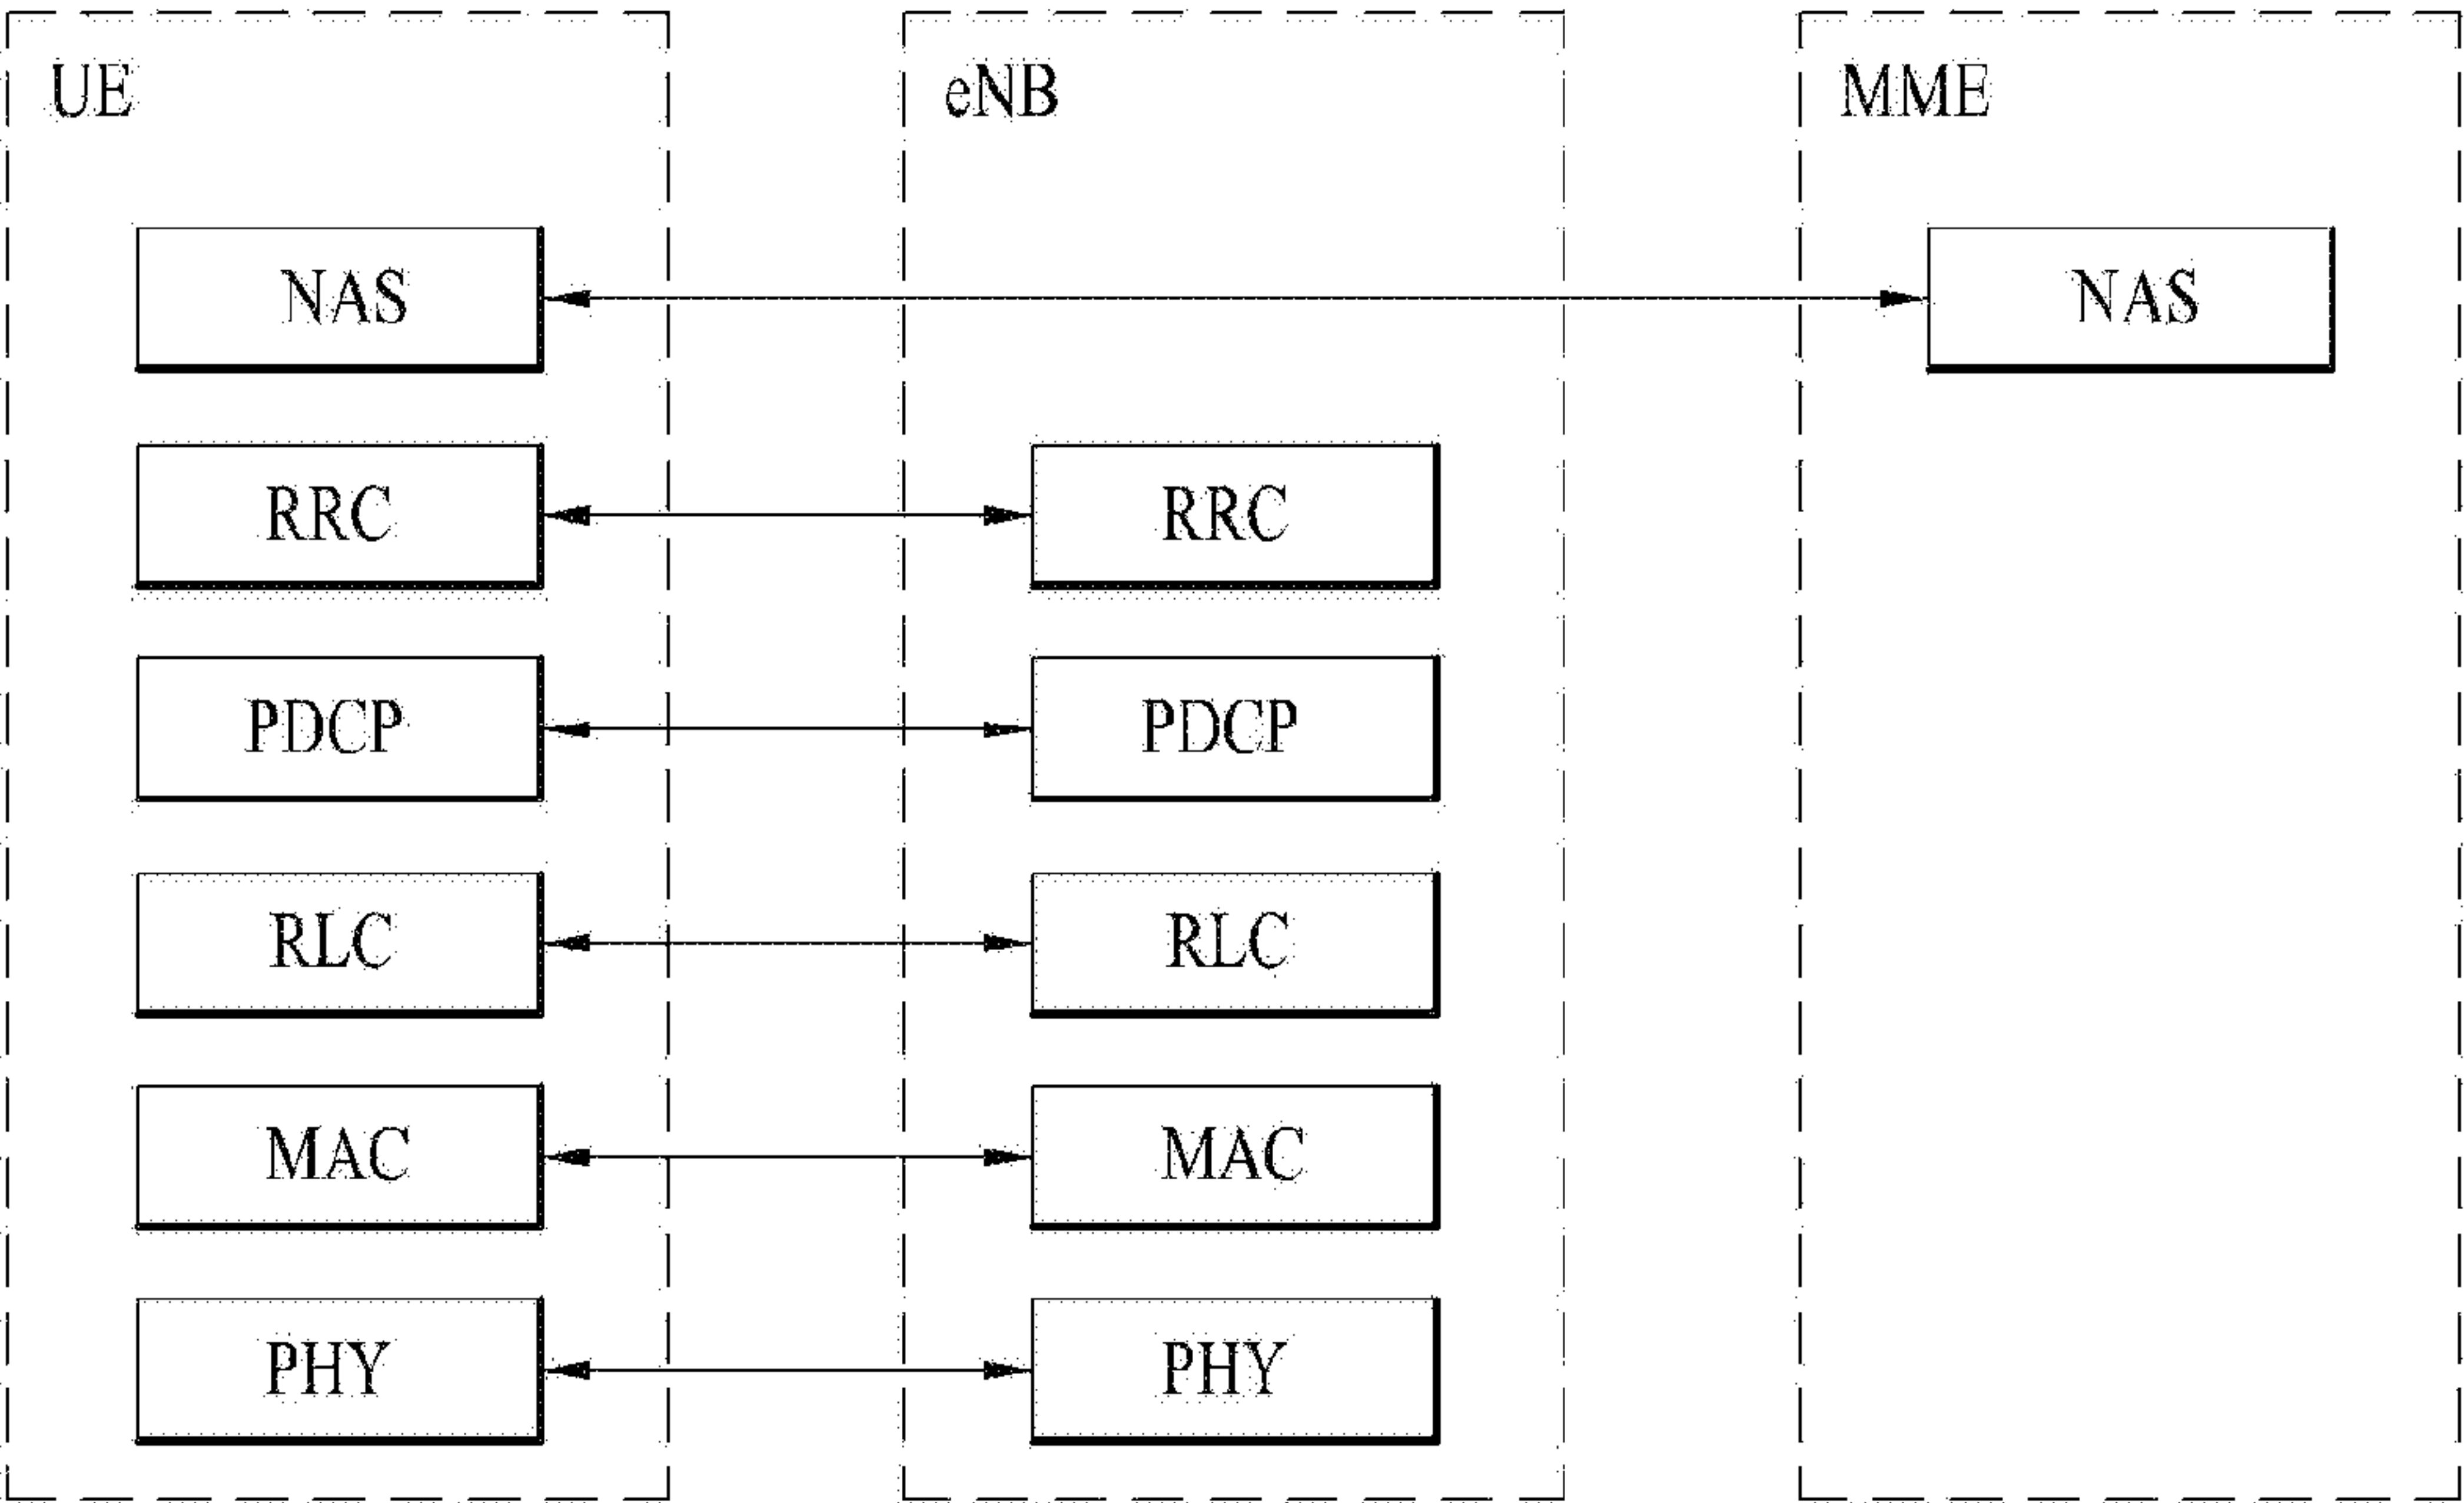 UE eNB MME
NAS NAS
RRC RRC
PDCP PDCP
RLC RLC
MAC MAC
PHY PHY